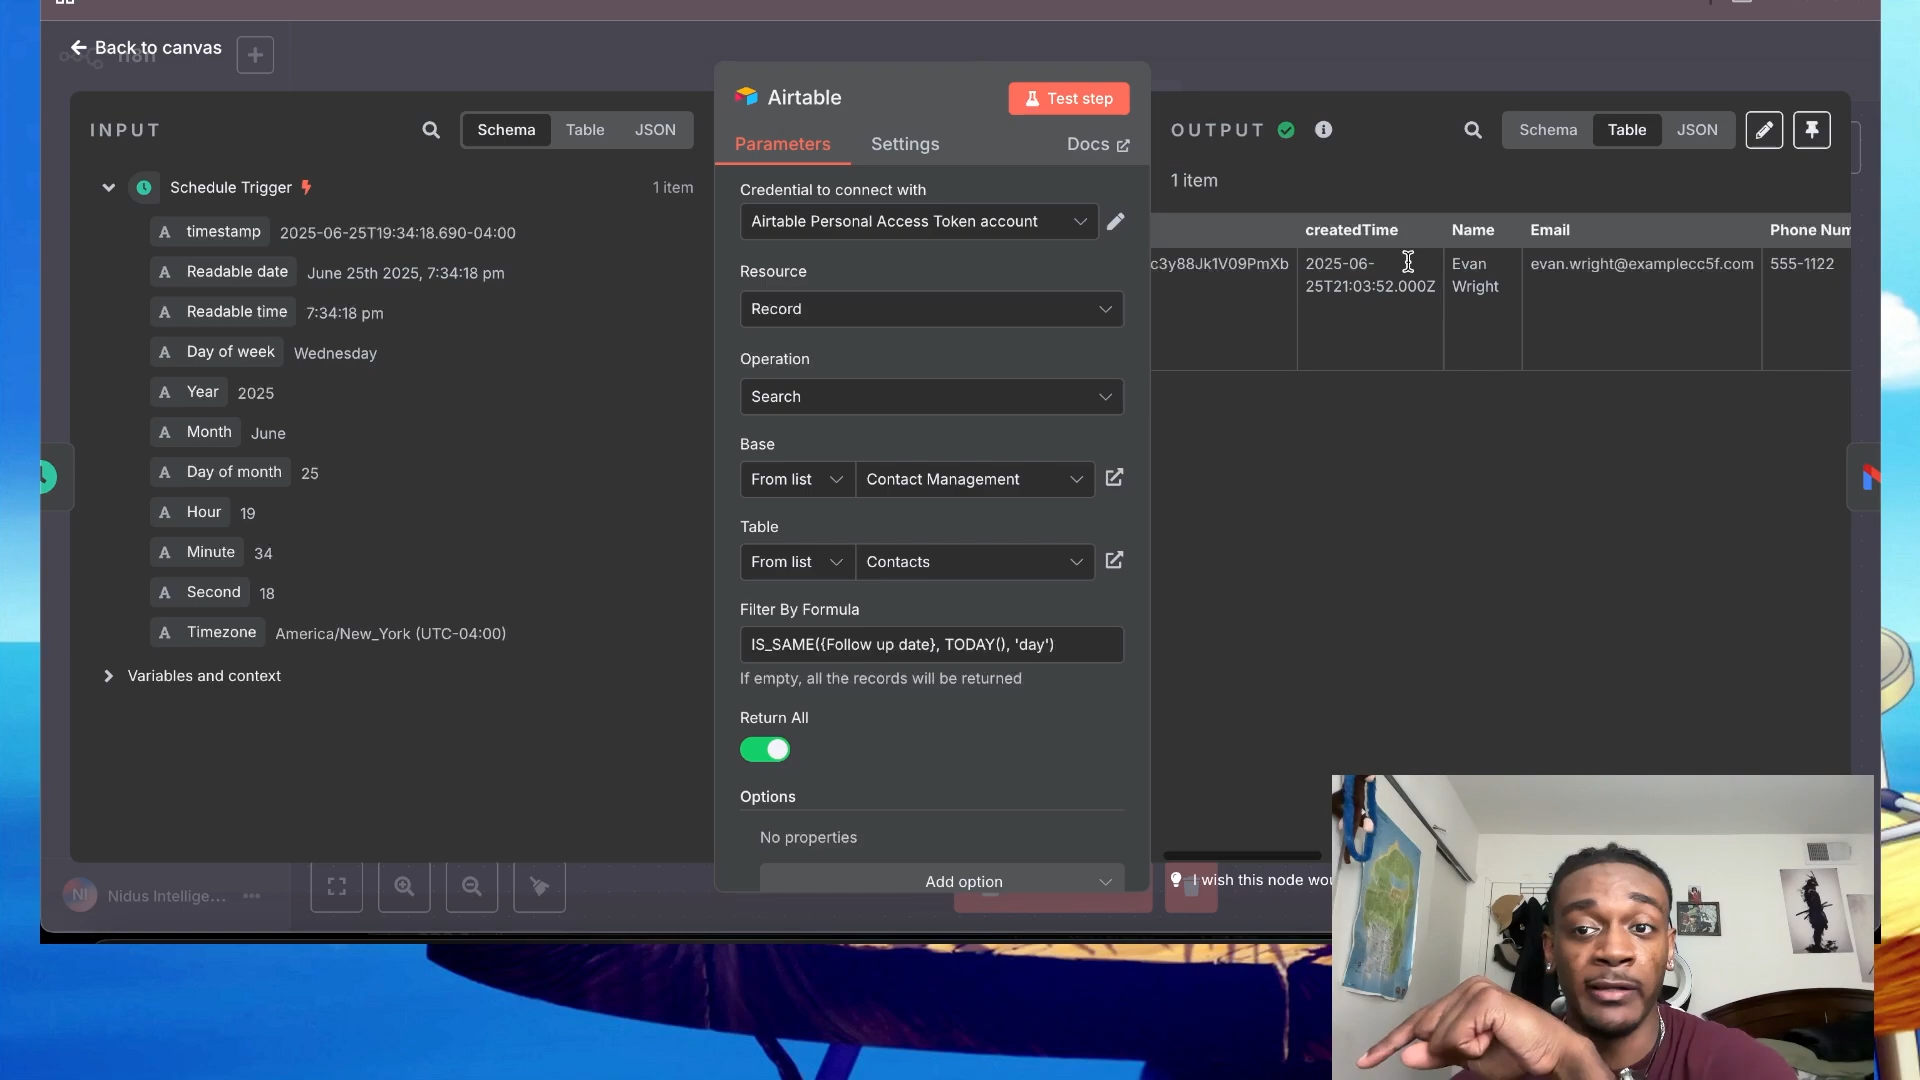 Back to canvas
n8n
INPUT
Schema
Table
JSON
Schedule Trigger
1 item
A timestamp 2025-06-25T19:34:18.690-04:00
A Readable date June 25th 2025, 7:34:18 pm
A Readable time 7:34:18 pm
A Day of week Wednesday
A Year 2025
A Month June
A Day of month 25
A Hour 19
A Minute 34
A Second 18
A Timezone America/New_York (UTC-04:00)
Variables and context
Airtable
Test step
Parameters
Settings
Docs
Credential to connect with
Airtable Personal Access Token account
Resource
Record
Operation
Search
Base
From list
Contact Management
Table
From list
Contacts
Filter By Formula
IS_SAME({Follow up date}, TODAY(), 'day')
If empty, all the records will be returned
Return All
Options
No properties
Add option
OUTPUT
Schema
Table
JSON
1 item
createdTime
Name
Email
Phone Num
c3y88Jk1V09PmXb
2025-06-
25T21:03:52.000Z
Evan
Wright
evan.wright@examplecc5f.com
555-1122
I wish this node wou
NI
Nidus Intellige...